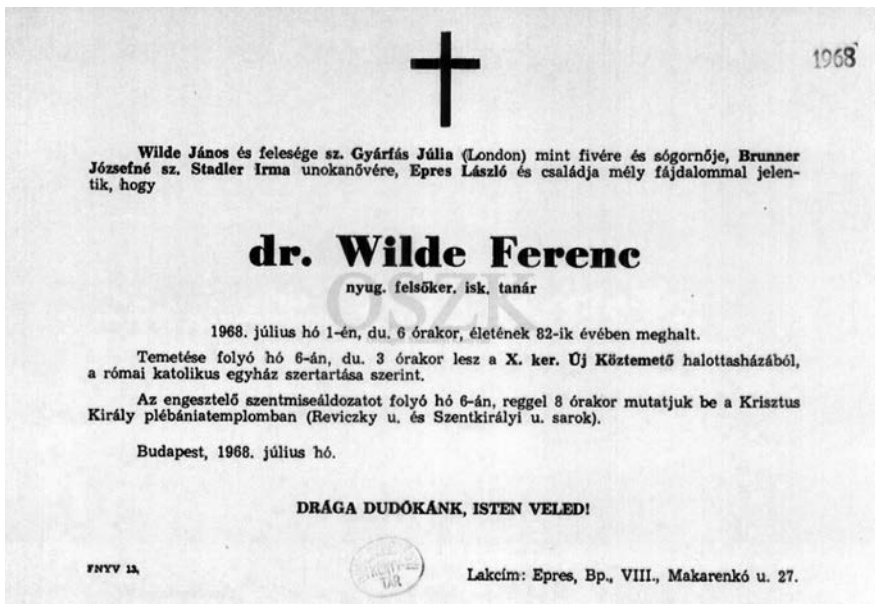 1968
Wilde János és felesége sz. Gyárfás Júlia (London) mint fivére és sógornője, Brunner
Józsefné sz. Stadler Irma unokanővére, Epres László és családja mély fájdalommal jelen-
tik, hogy
dr. Wilde Ferenc
OSZK
nyug. felsőker. isk. tanár
1968. július hó 1-én, du. 6 órakor, életének 82-ik évében meghalt.
Temetése folyó hó 6-án, du. 3 órakor lesz a X. ker. Új Köztemető halottasházából,
a római katolikus egyház szertartása szerint.
Az engesztelő szentmiseáldozatot folyó hó 6-án, reggel 8 órakor mutatjuk be a Krisztus
Király plébániatemplomban (Reviczky u. és Szentkirályi u. sarok).
Budapest, 1968. július hó.
DRÁGA DUDÓKÁNK, ISTEN VELED!
FNYV 13,
TÁR
Lakcím: Epres, Bp., VIII., Makarenkó u. 27.